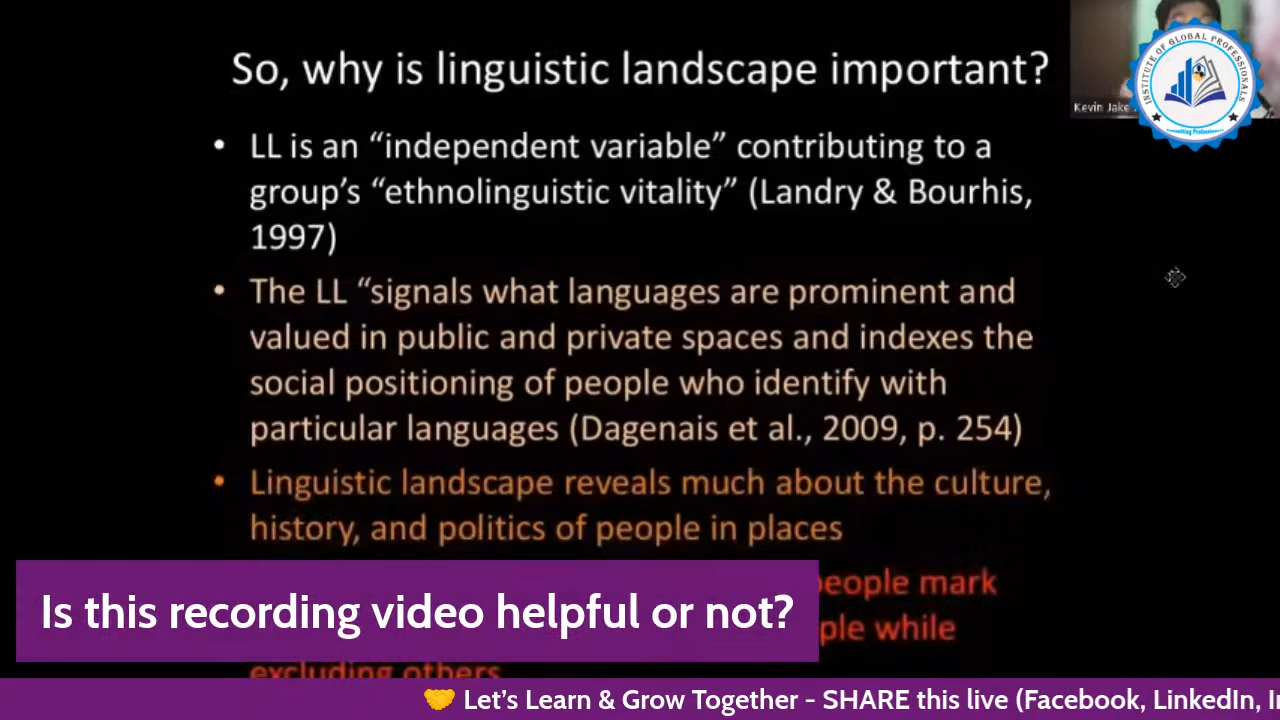 So, why is linguistic landscape important?
INSTITUTE OF GLOBAL PROFESSIONALS
Consulting Professionals
Kevin Jake
• LL is an “independent variable” contributing to a
group’s “ethnolinguistic vitality” (Landry & Bourhis,
1997)
• The LL “signals what languages are prominent and
valued in public and private spaces and indexes the
social positioning of people who identify with
particular languages (Dagenais et al., 2009, p. 254)
• Linguistic landscape reveals much about the culture,
history, and politics of people in places
people mark
while
excluding others
Is this recording video helpful or not?
🤝 Let’s Learn & Grow Together - SHARE this live (Facebook, LinkedIn,